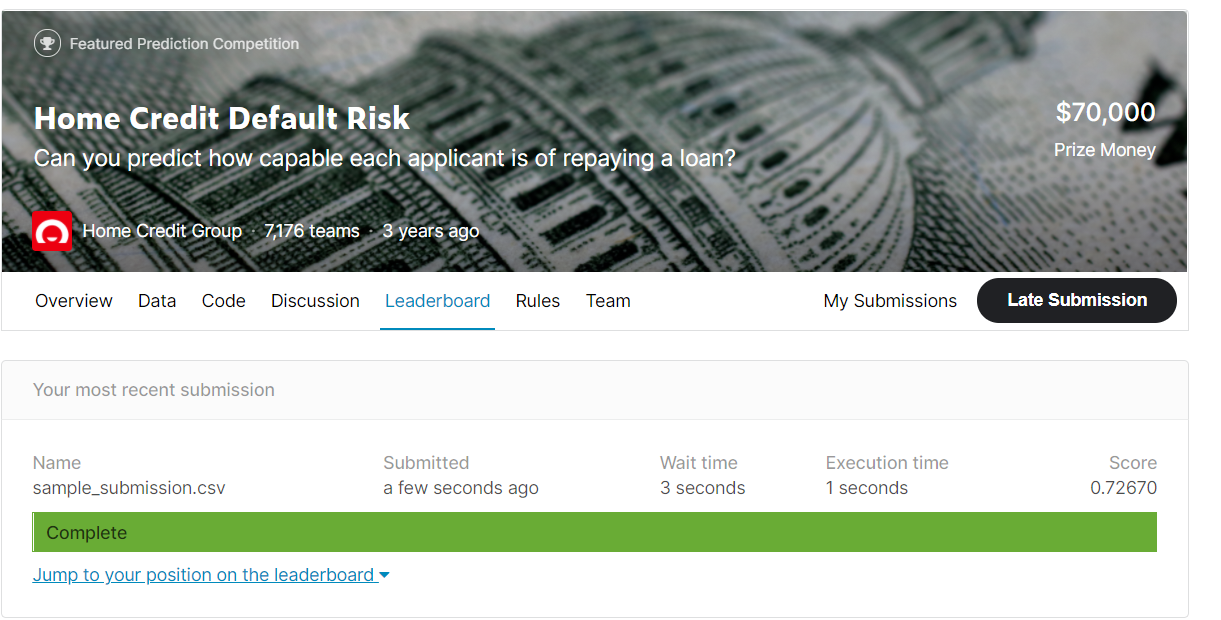 Featured Prediction Competition
Home Credit Default Risk
$70,000
Can you predict how capable each applicant is of repaying a loan?
Prize Money
Home Credit Group · 7,176 teams · 3 years ago
Overview Data Code Discussion Leaderboard Rules Team My Submissions Late Submission
Your most recent submission
Name Submitted Wait time Execution time Score
sample_submission.csv a few seconds ago 3 seconds 1 seconds 0.72670
Complete
Jump to your position on the leaderboard